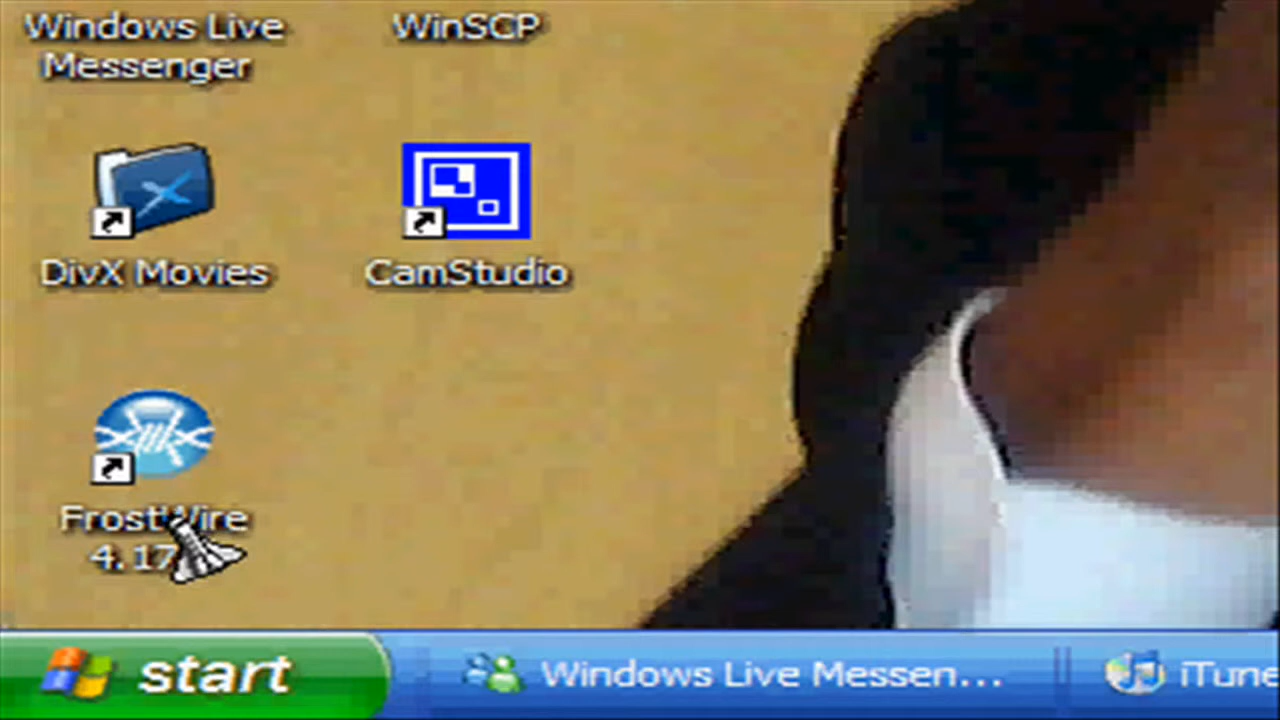 Windows Live
Messenger
WinSCP
DivX Movies
CamStudio
FrostWire
4.17
start
Windows Live Messen...
iTune